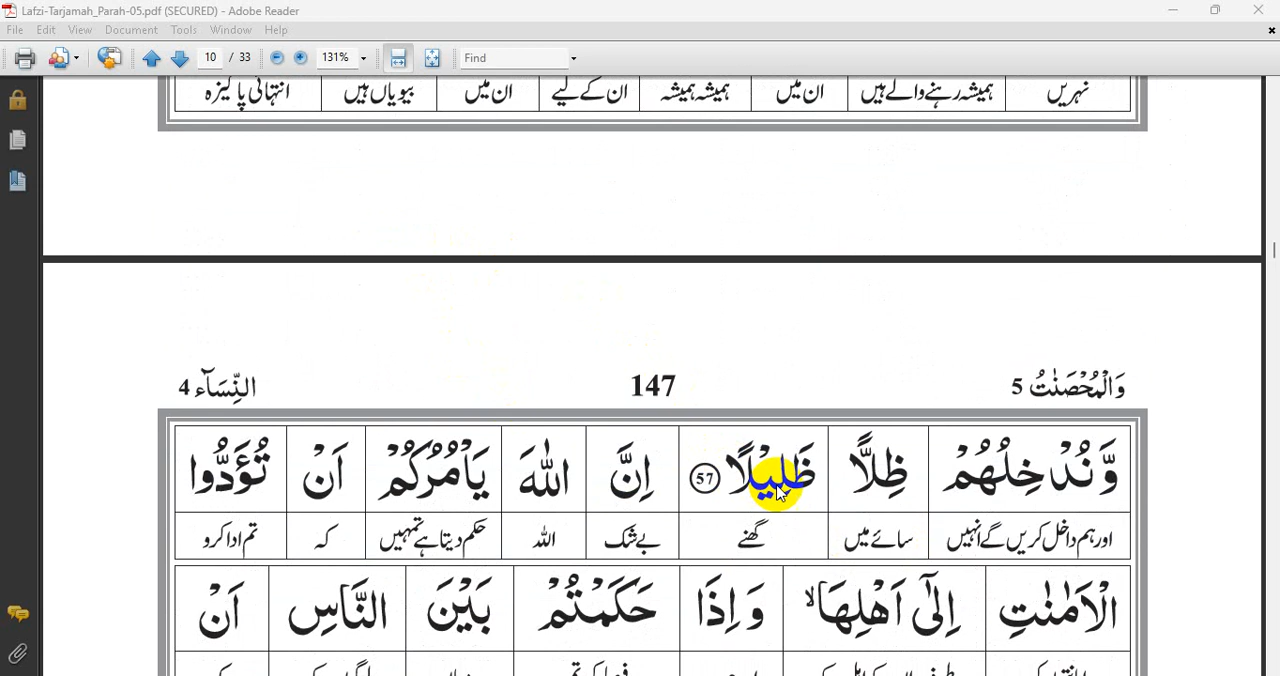 Lafzi-Tarjamah_Parah-05.pdf (SECURED) - Adobe Reader
File Edit View Document Tools Window Help
10 / 33 131% Find
نہریں ہمیشہ رہنے والے ہیں ان میں ہمیشہ ہمیشہ ان کے لیے ان میں بیویاں ہیں انتہائی پاکیزہ
وَالْمُحْصَنٰتُ 5 147 النِّسَآء 4
وَّنُدْخِلُهُمْ ظِلًّا ظَلِيْلًا 57 اِنَّ اللّٰهَ يَاْمُرُكُمْ اَنْ تُؤَدُّوا
اور ہم داخل کریں گے انہیں سائے میں گھنے بے شک اللہ حکم دیتا ہے تمہیں کہ تم ادا کرو
الْاَمٰنٰتِ اِلٰٓى اَهْلِهَا ۙ وَ اِذَا حَكَمْتُمْ بَيْنَ النَّاسِ اَنْ